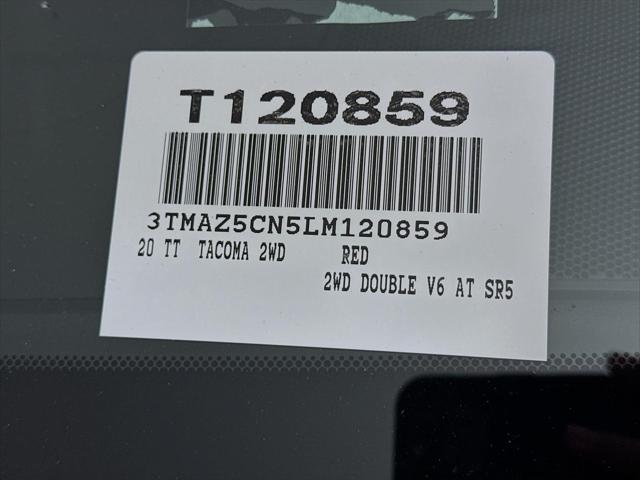 T120859
3TMAZ5CN5LM120859
20 TT TACOMA 2WD RED
2WD DOUBLE V6 AT SR5